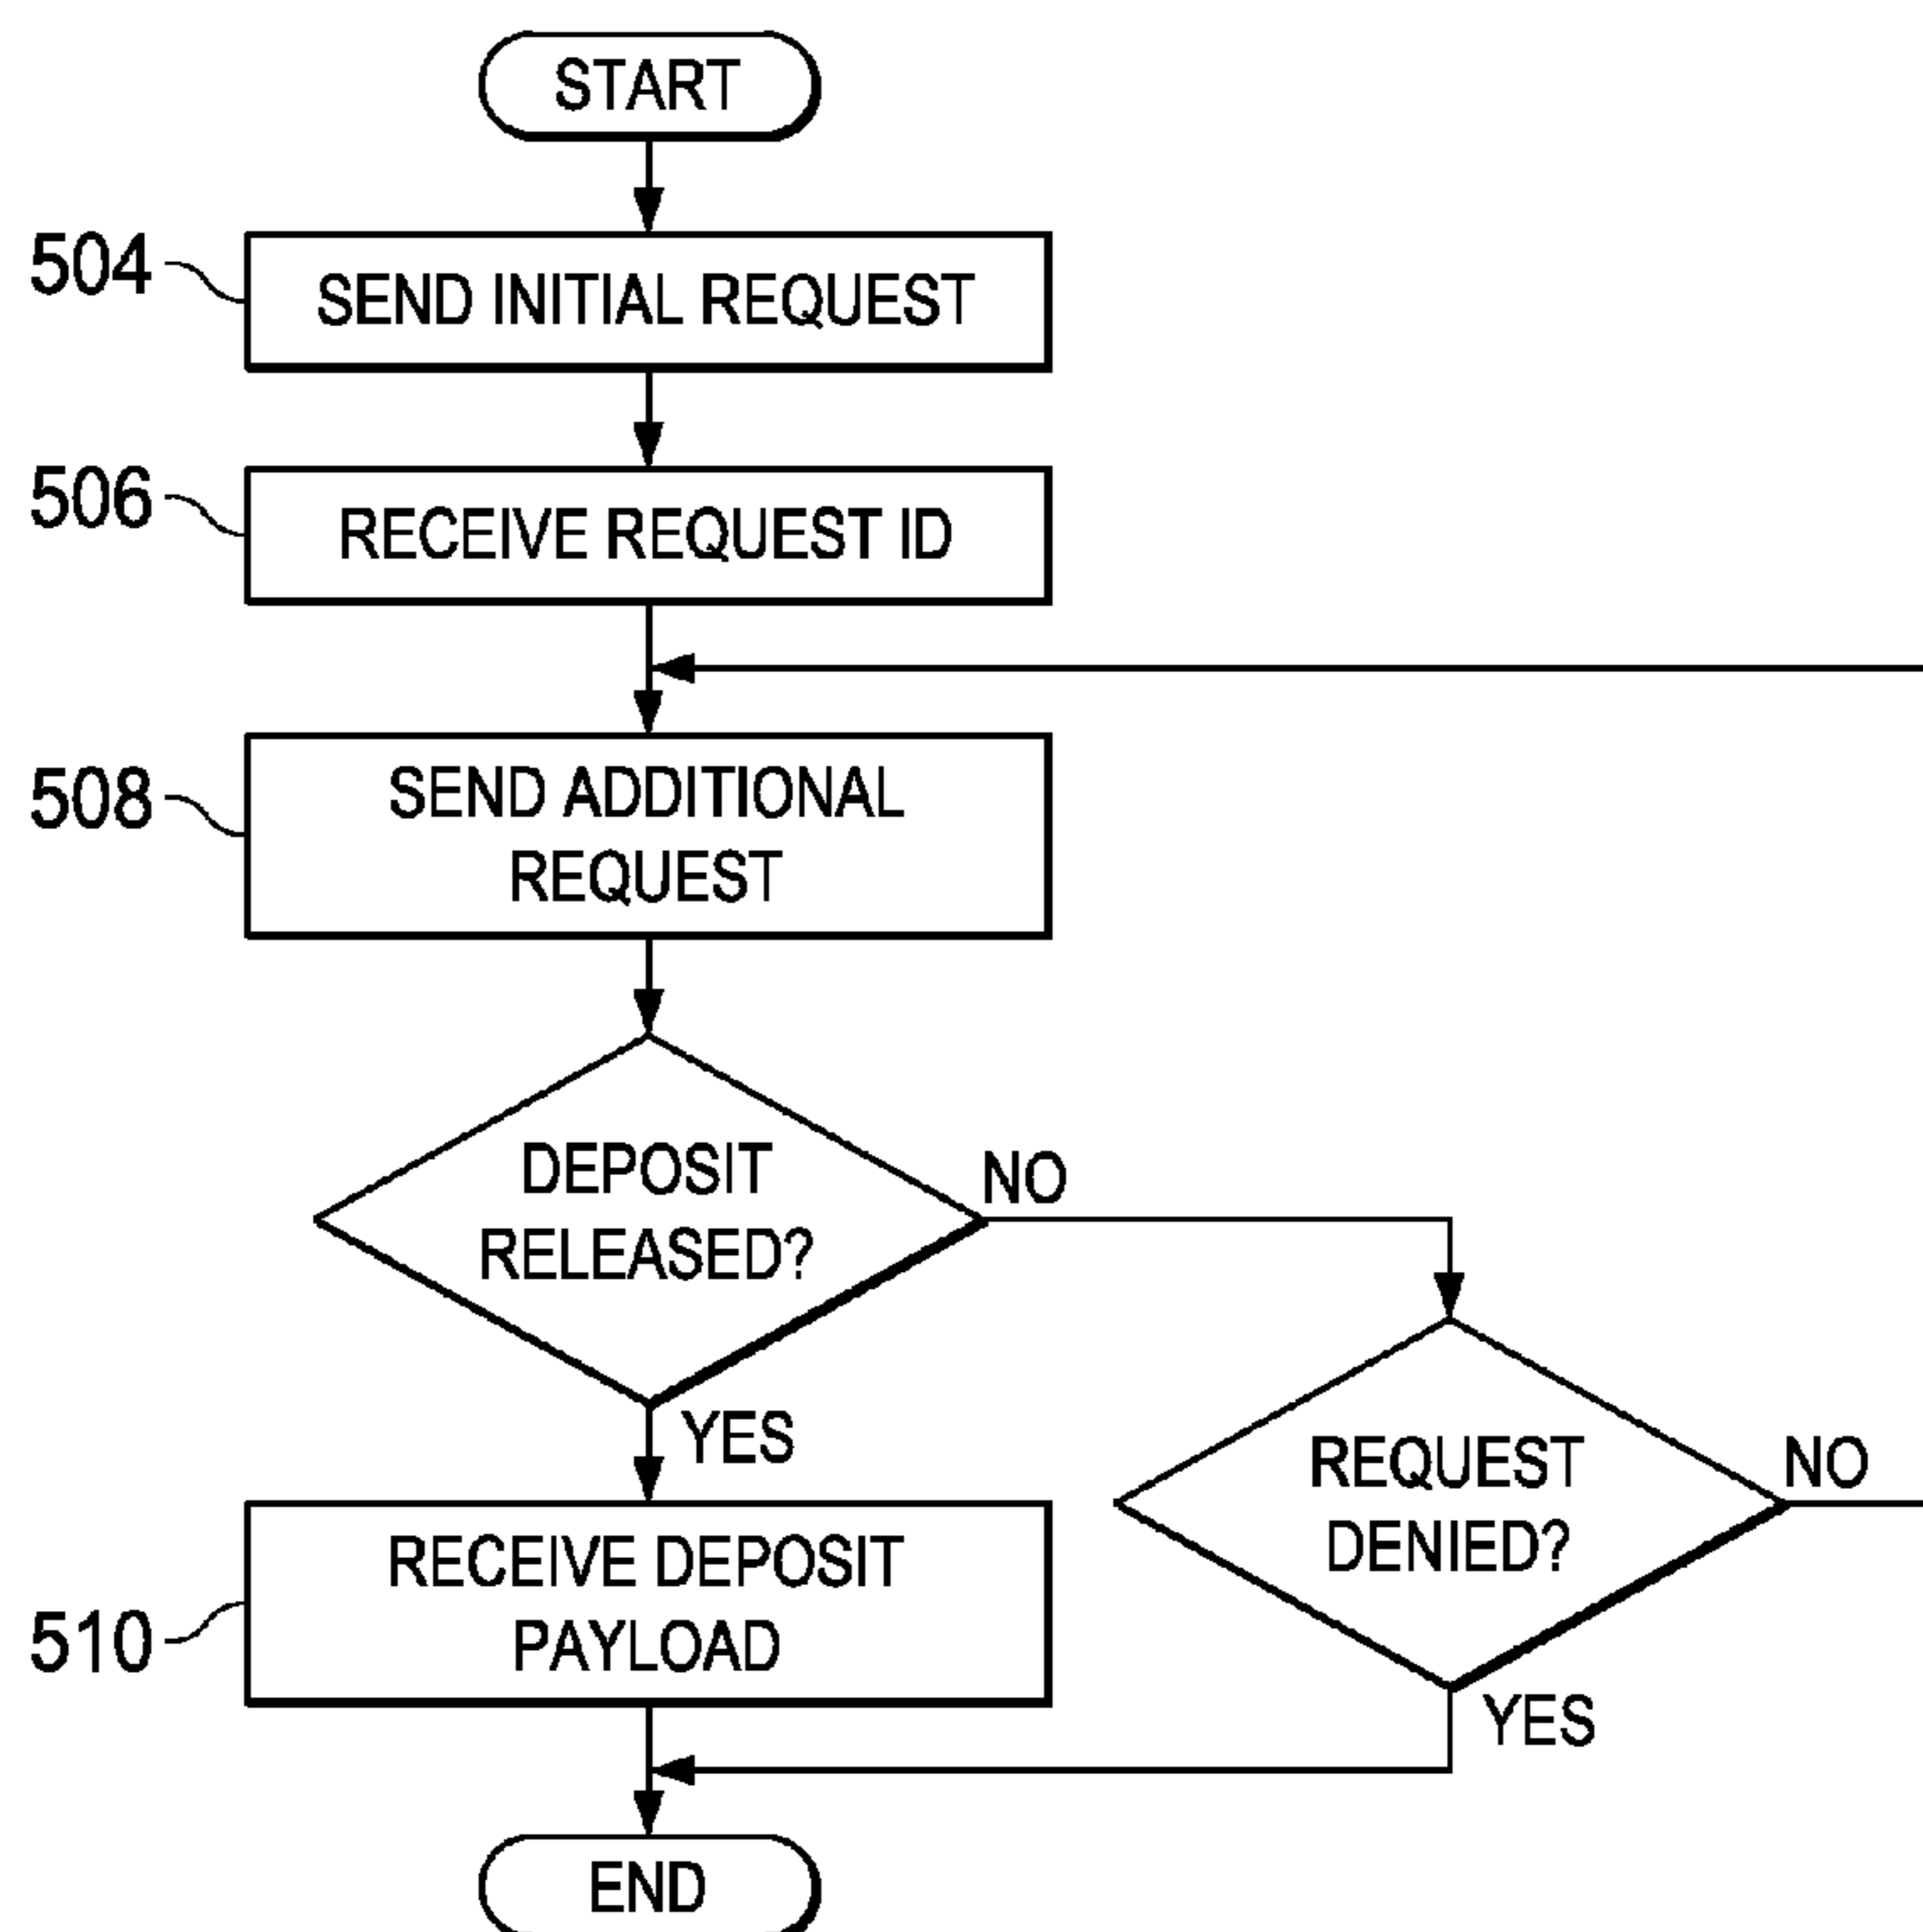 START
504
SEND INITIAL REQUEST
506
RECEIVE REQUEST ID
508
SEND ADDITIONAL
REQUEST
DEPOSIT
RELEASED?
NO
YES
REQUEST
DENIED?
NO
YES
510
RECEIVE DEPOSIT
PAYLOAD
END